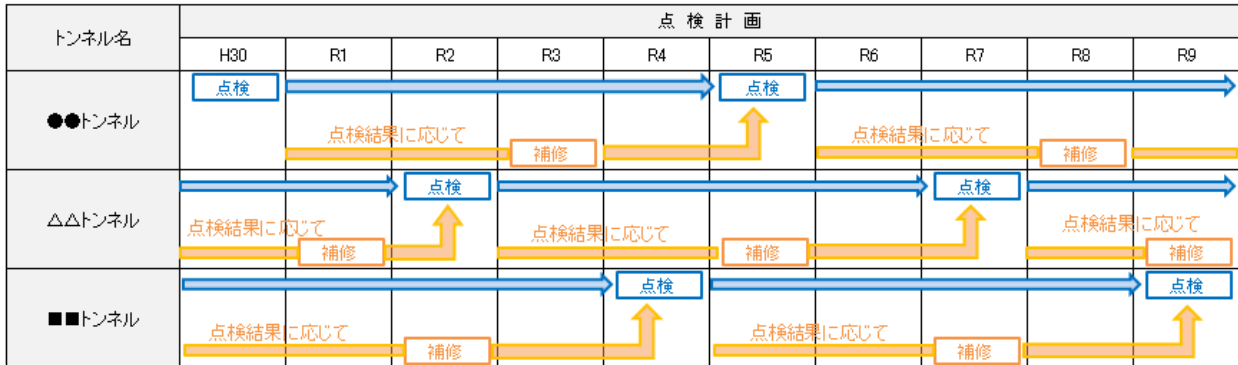 トンネル名
点検計画
H30 R1 R2 R3 R4 R5 R6 R7 R8 R9
●●トンネル
点検 点検
点検結果に応じて 点検結果に応じて
補修 補修
△△トンネル
点検 点検
点検結果に応じて 点検結果に応じて 点検結果に応じて
補修 補修 補修
■■トンネル
点検 点検
点検結果に応じて 点検結果に応じて
補修 補修